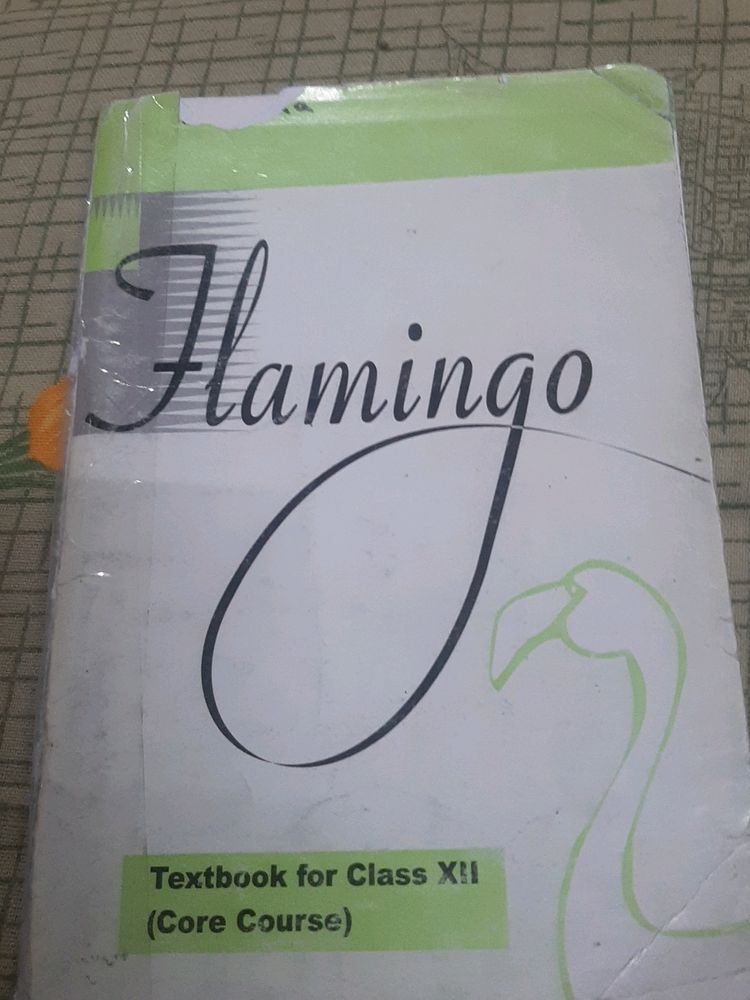 Flamingo
Textbook for Class XII
(Core Course)